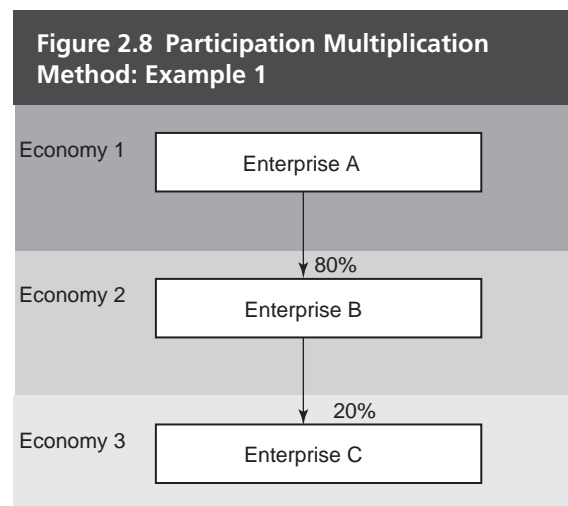 Figure 2.8 Participation Multiplication
Method: Example 1
Economy 1
Enterprise A
80%
Economy 2
Enterprise B
20%
Economy 3
Enterprise C